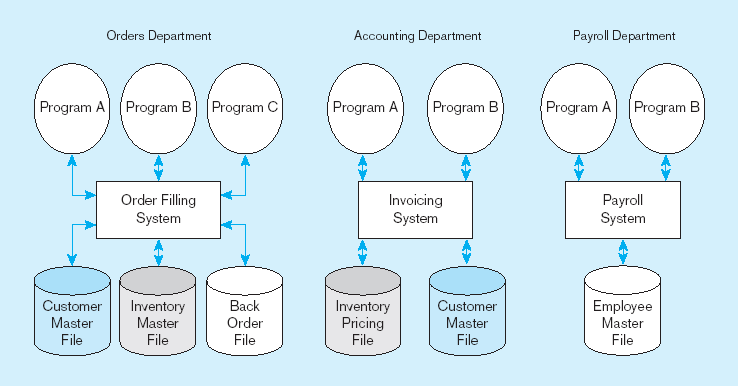 Orders Department
Accounting Department
Payroll Department
Program A
Program B
Program C
Program A
Program B
Program A
Program B
Order Filling
System
Invoicing
System
Payroll
System
Customer
Master
File
Inventory
Master
File
Back
Order
File
Inventory
Pricing
File
Customer
Master
File
Employee
Master
File